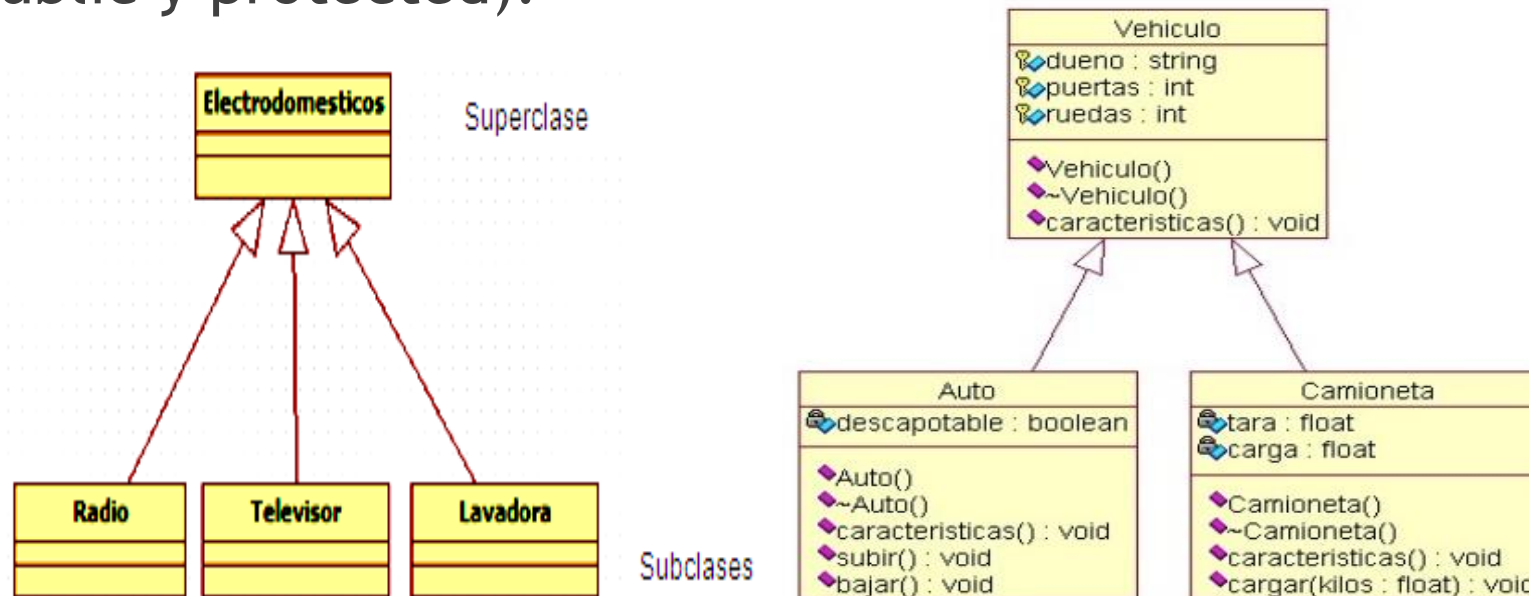 ublic y protected).
Electrodomesticos
Superclase
Radio
Televisor
Lavadora
Subclases
Vehiculo
dueno : string
puertas : int
ruedas : int
Vehiculo()
~Vehiculo()
caracteristicas() : void
Auto
descapotable : boolean
Auto()
~Auto()
caracteristicas() : void
subir() : void
bajar() : void
Camioneta
tara : float
carga : float
Camioneta()
~Camioneta()
caracteristicas() : void
cargar(kilos : float) : void